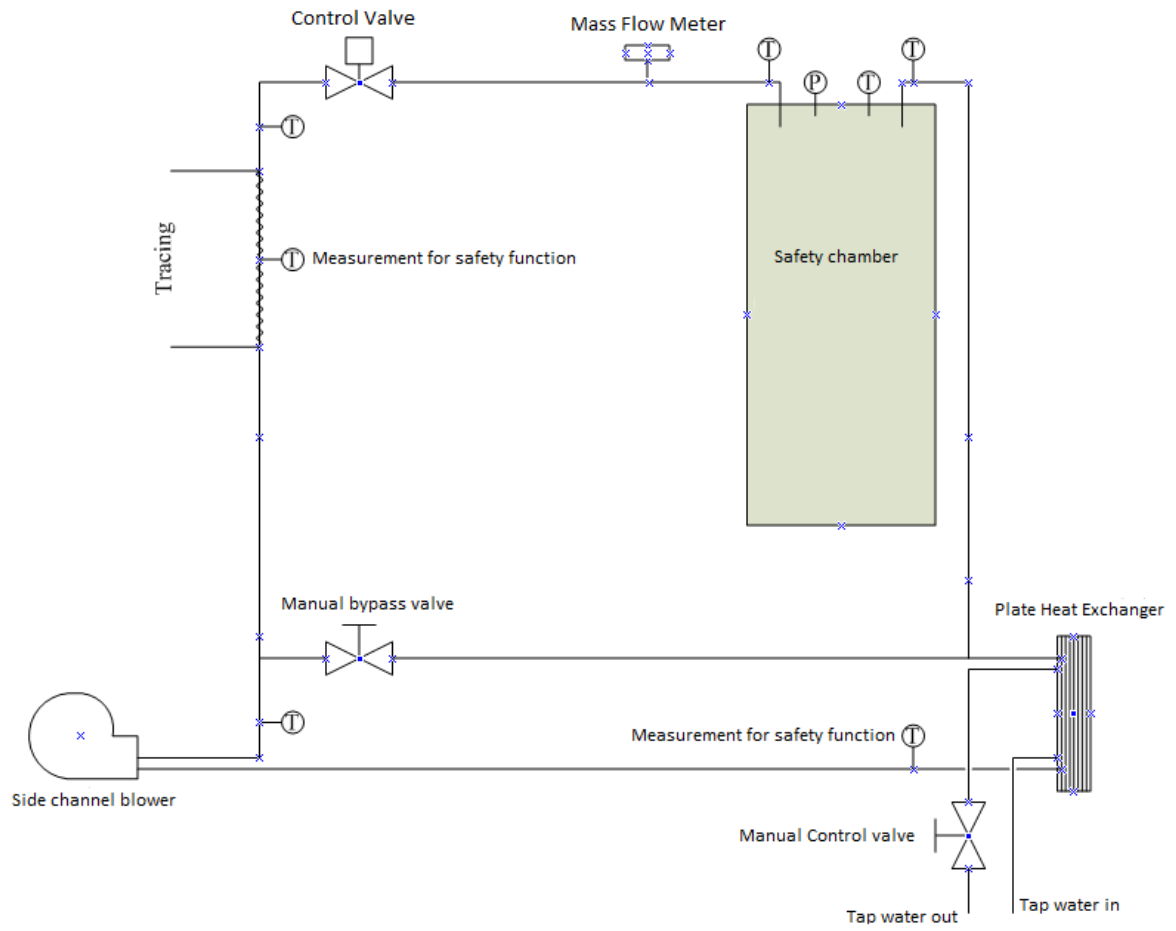 Control Valve
Mass Flow Meter
T
T
P
T
T
Tracing
T
Measurement for safety function
Safety chamber
Manual bypass valve
Plate Heat Exchanger
T
Measurement for safety function
T
Side channel blower
Manual Control valve
Tap water out
Tap water in